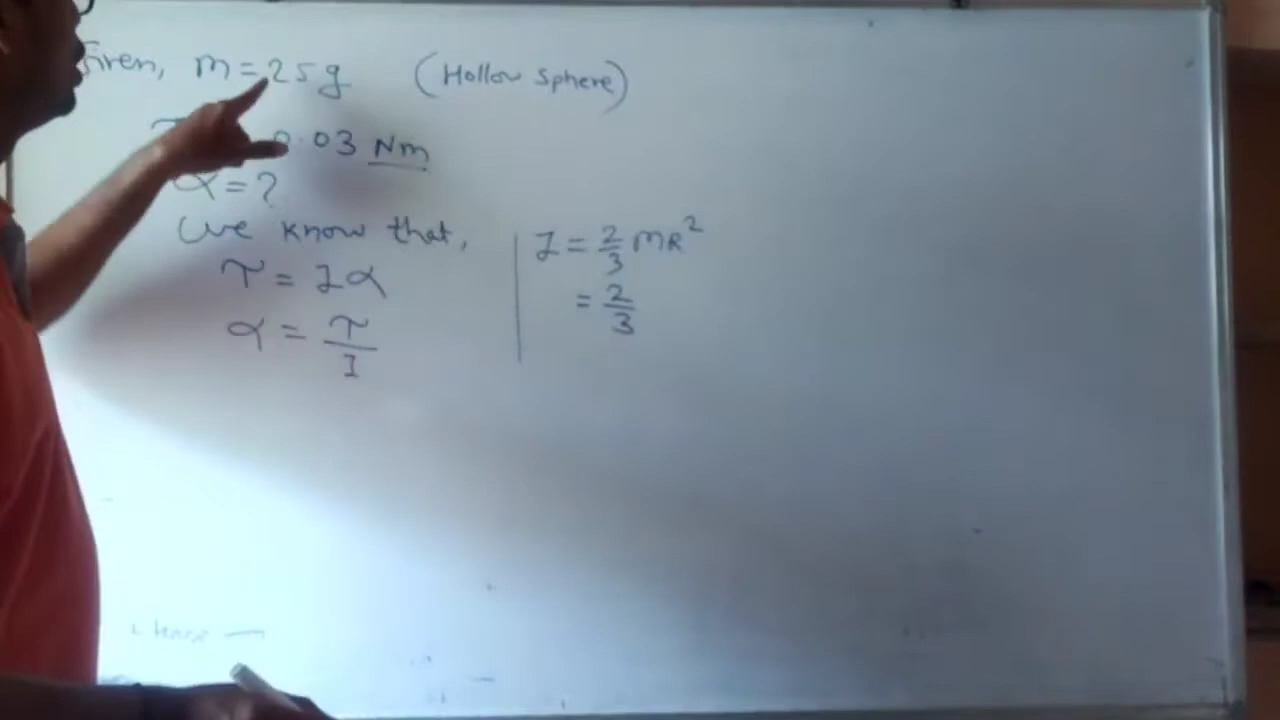 Given, m = 25g (Hollow Sphere)
0.03 Nm
α = ?
We know that,
τ = Iα
α = τ/I
I = 2/3 MR²
= 2/3